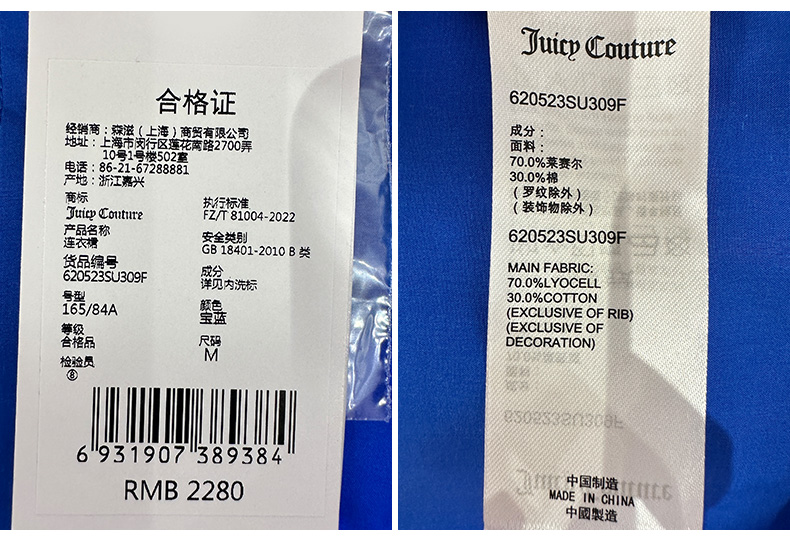 合格证
经销商：森滋（上海）商贸有限公司
地址：上海市闵行区莲花南路2700弄
10号1号楼502室
电话：86-21-67288881
产地：浙江嘉兴
商标
Juicy Couture
产品名称
连衣裙
货品编号
620523SU309F
号型
165/84A
等级
合格品
检验员
⑧
执行标准
FZ/T 81004-2022
安全类别
GB 18401-2010 B 类
成分
详见内洗标
颜色
宝蓝
尺码
M
6 931907 389384
RMB 2280
Juicy Couture
620523SU309F
成分：
面料：
70.0%莱赛尔
30.0%棉
（罗纹除外）
（装饰物除外）
620523SU309F
MAIN FABRIC:
70.0%LYOCELL
30.0%COTTON
(EXCLUSIVE OF RIB)
(EXCLUSIVE OF
DECORATION)
中国制造
MADE IN CHINA
中國製造